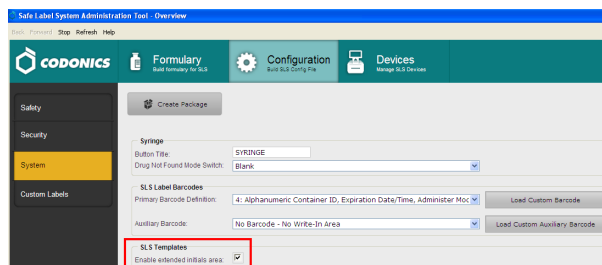 Safe Label System Administration Tool - Overview
Back Forward Stop Refresh Help
CODONICS
Formulary
Build formulary for SLS
Configuration
Build SLS Config File
Devices
Manage SLS Devices
Safety
Security
System
Custom Labels
Create Package
Syringe
Button Title: SYRINGE
Drug Not Found Mode Switch: Blank
SLS Label Barcodes
Primary Barcode Definition: 4: Alphanumeric Container ID, Expiration Date/Time, Administer Moc Load Custom Barcode
Auxiliary Barcode: No Barcode - No Write-In Area Load Custom Auxiliary Barcode
SLS Templates
Enable extended initials area: